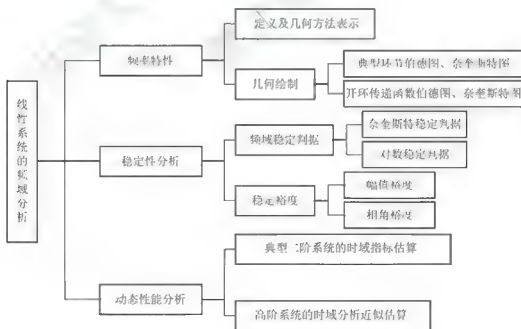 线性系统的频域分析
频率特性
定义及几何方法表示
几何绘制
典型环节伯德图、奈奎斯特图
开环传递函数伯德图、奈奎斯特图
稳定性分析
频域稳定判据
奈奎斯特稳定判据
对数稳定判据
稳定裕度
幅值裕度
相角裕度
动态性能分析
典型二阶系统的时域指标估算
高阶系统的时域分析近似估算